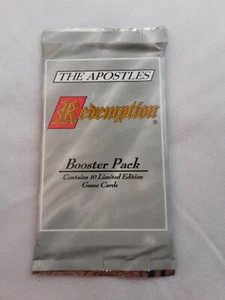 THE APOSTLES
Redemption®
Booster Pack
Contains 10 Limited Edition
Game Cards